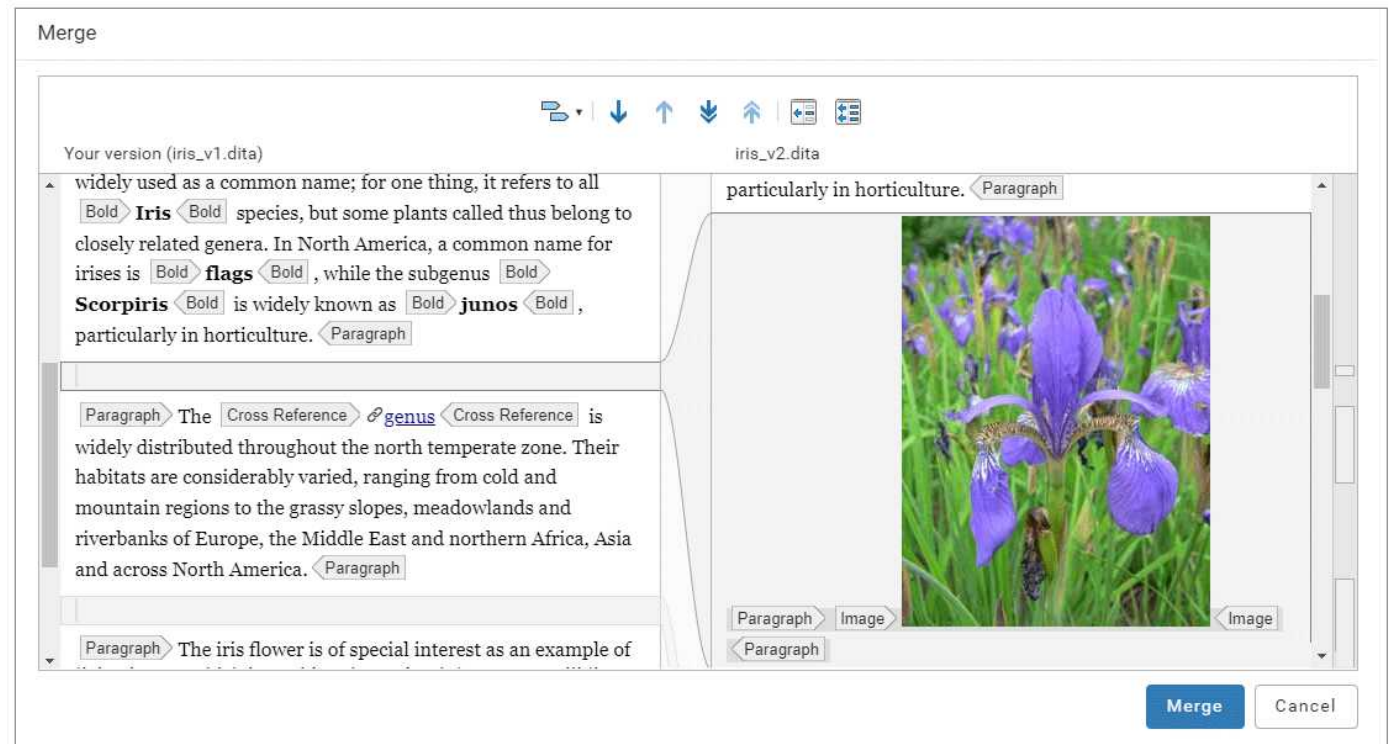 Merge
Your version (iris_v1.dita)
iris_v2.dita
widely used as a common name; for one thing, it refers to all
Bold Iris Bold species, but some plants called thus belong to
closely related genera. In North America, a common name for
irises is Bold flags Bold , while the subgenus Bold
Scorpiris Bold is widely known as Bold junos Bold ,
particularly in horticulture. Paragraph
Paragraph The Cross Reference genus Cross Reference is
widely distributed throughout the north temperate zone. Their
habitats are considerably varied, ranging from cold and
mountain regions to the grassy slopes, meadowlands and
riverbanks of Europe, the Middle East and northern Africa, Asia
and across North America. Paragraph
Paragraph The iris flower is of special interest as an example of
particularly in horticulture. Paragraph
Paragraph Image Image
Paragraph
Merge Cancel